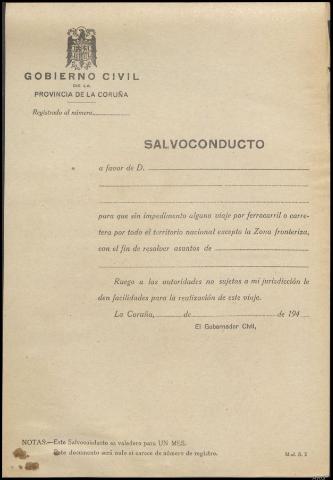 GOBIERNO CIVIL
DE LA
PROVINCIA DE LA CORUÑA
Registrado al número
SALVOCONDUCTO
a favor de D.
para que sin impedimento alguno viaje por ferrocarril o carre-
tera por todo el territorio nacional excepto la Zona fronteriza,
con el fin de resolver asuntos de
Ruego a las autoridades no sujetas a mi jurisdicción le
den facilidades para la realización de este viaje.
La Coruña, de de 194
El Gobernador Civil,
NOTAS.—Este Salvoconducto es valedero para UN MES.
Este documento será nulo si carece de número de registro.
Mod. S. 2